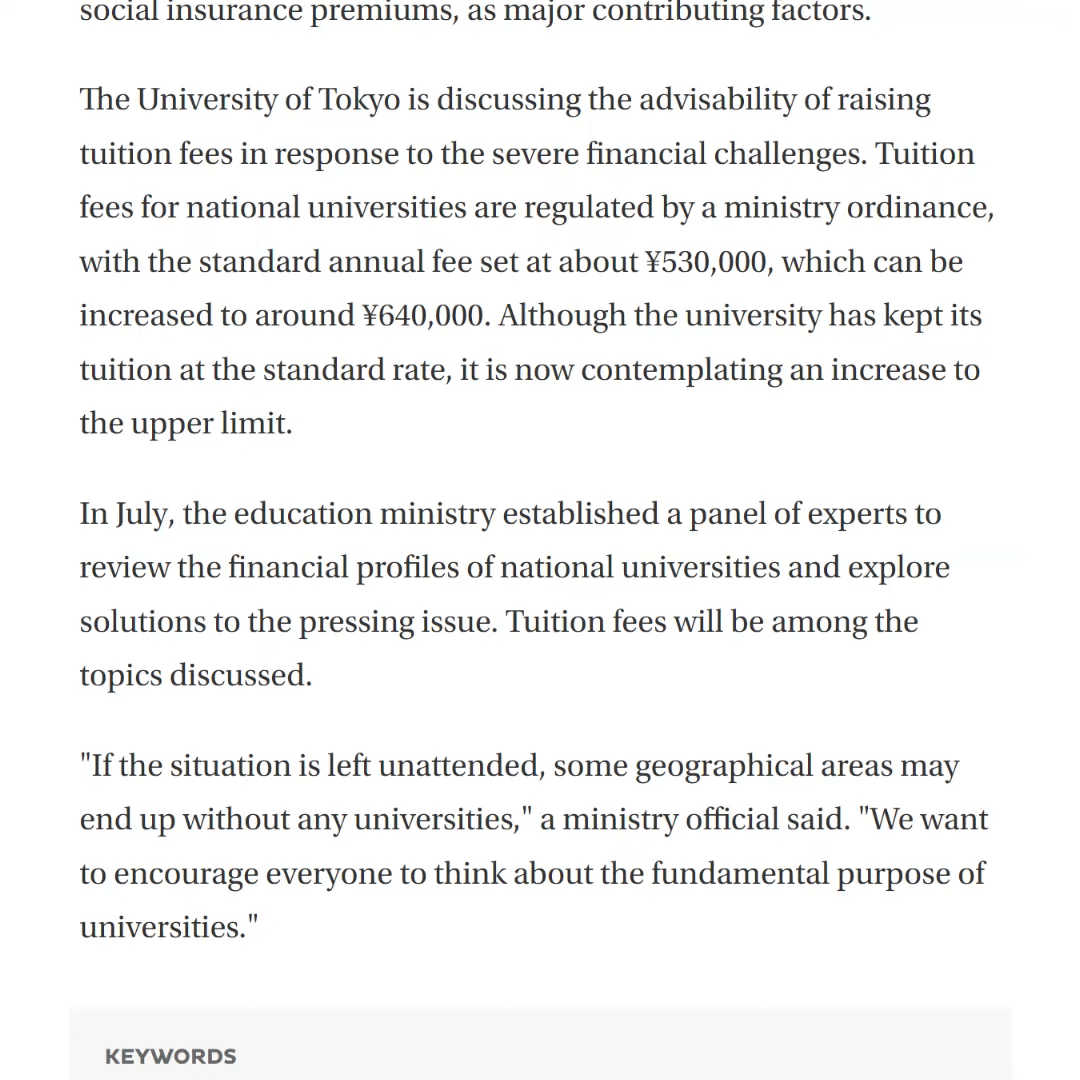 social insurance premiums, as major contributing factors.
The University of Tokyo is discussing the advisability of raising
tuition fees in response to the severe financial challenges. Tuition
fees for national universities are regulated by a ministry ordinance,
with the standard annual fee set at about ¥530,000, which can be
increased to around ¥640,000. Although the university has kept its
tuition at the standard rate, it is now contemplating an increase to
the upper limit.
In July, the education ministry established a panel of experts to
review the financial profiles of national universities and explore
solutions to the pressing issue. Tuition fees will be among the
topics discussed.
"If the situation is left unattended, some geographical areas may
end up without any universities," a ministry official said. "We want
to encourage everyone to think about the fundamental purpose of
universities."
KEYWORDS